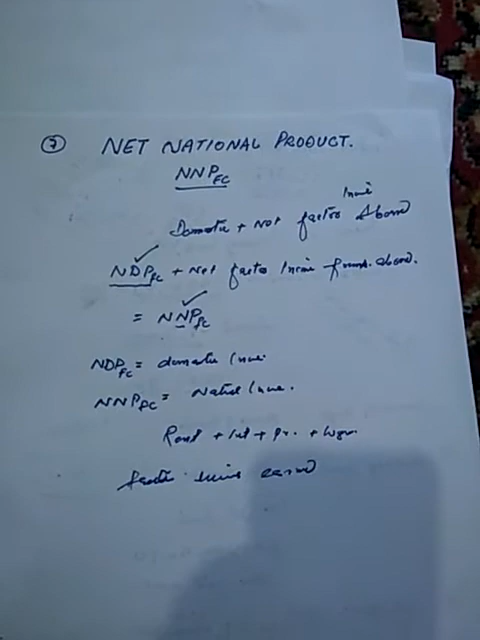 7 NET NATIONAL PRODUCT.
NNPFC
Income
Domestic + Net factor Abroad
NDPFC + Net factor Income from abroad.
= NNPFC
NDPFC = domestic Income.
NNPFC = National Income.
Rent + Int + Pr. + Wages.
factor income earned